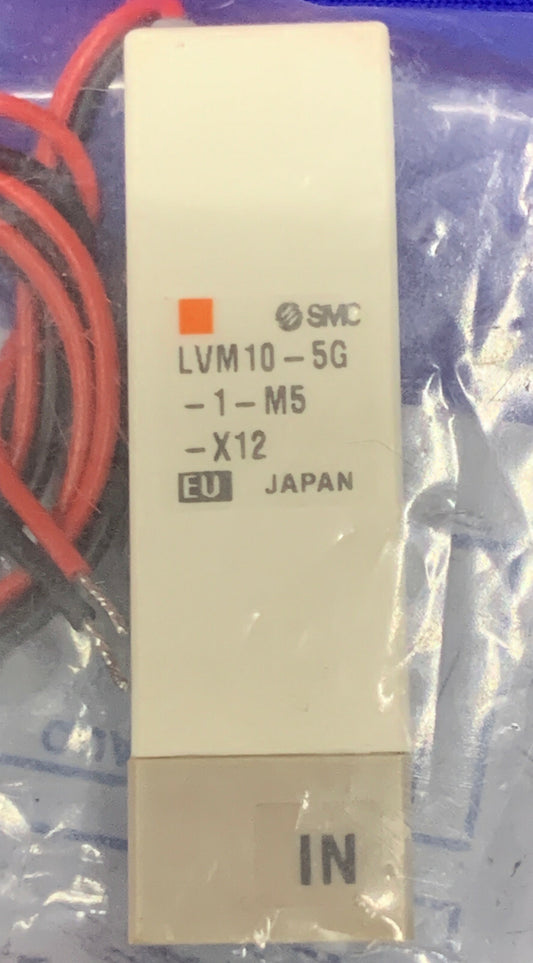 SMC
LVM10-5G
-1-M5
-X12
EU JAPAN
IN